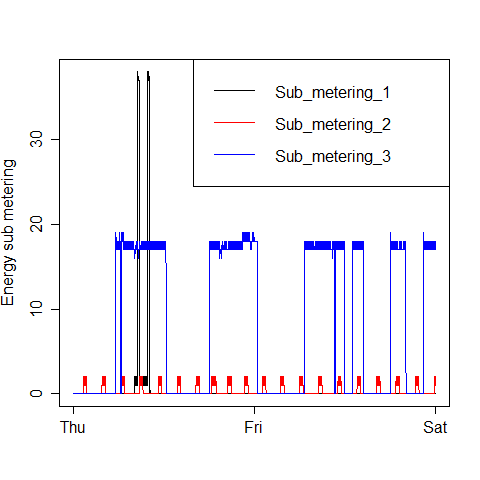 Sub_metering_1
Sub_metering_2
Sub_metering_3
Energy sub metering
30
20
10
0
Thu Fri Sat